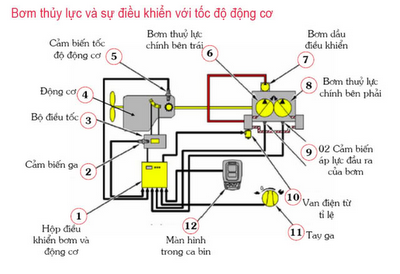 Bơm thủy lực và sự điều khiển với tốc độ động cơ
Cảm biến tốc
độ động cơ
5
Bơm thuỷ lực
chính bên trái
6
Bơm dầu
điều khiển
7
Động cơ
4
Bơm thuỷ lực
chính bên phải
8
Bộ điều tốc
3
Cảm biến ga
2
9
02 Cảm biến
áp lực đầu ra
của bơm
10
Van điện từ
tỉ lệ
1
Hộp điều
khiển bơm và
động cơ
12
Màn hình
trong ca bin
11
Tay ga